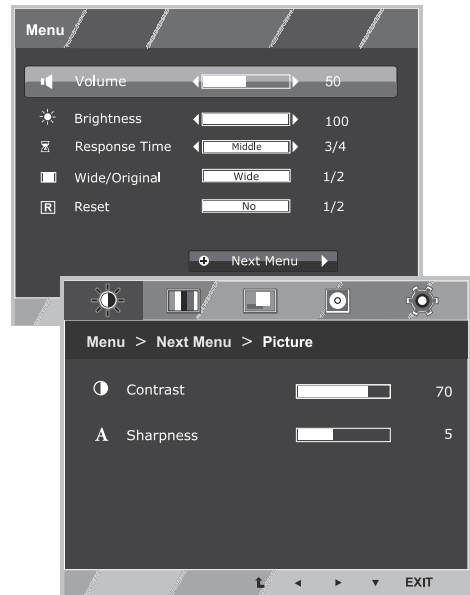 Menu
Volume 50
Brightness 100
Response Time Middle 3/4
Wide/Original Wide 1/2
R Reset No 1/2
Next Menu
Menu > Next Menu > Picture
Contrast 70
A Sharpness 5
EXIT